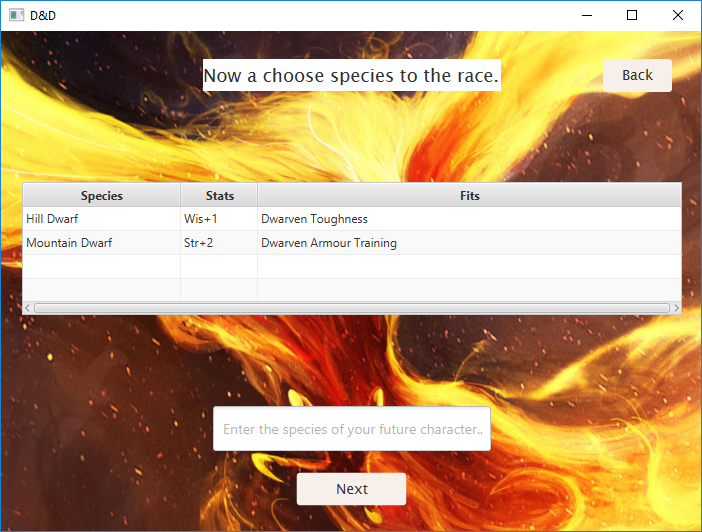 D&D
Now a choose species to the race.
Back
Species Stats Fits
Hill Dwarf Wis+1 Dwarven Toughness
Mountain Dwarf Str+2 Dwarven Armour Training
Enter the species of your future character..
Next